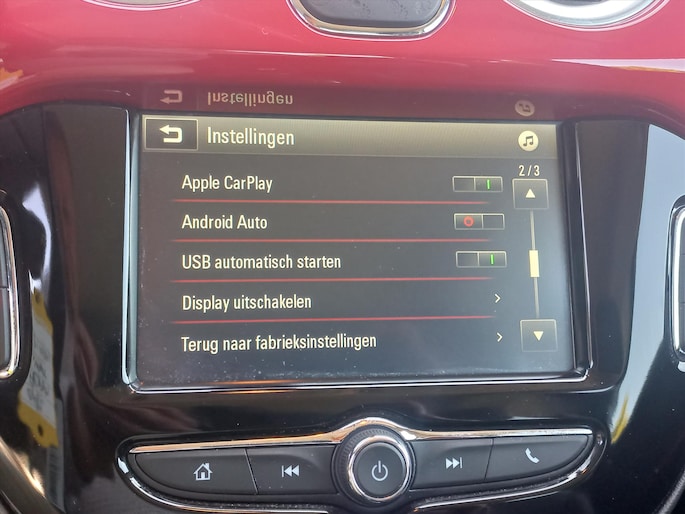 Instellingen
2/3
Apple CarPlay
Android Auto
USB automatisch starten
Display uitschakelen
Terug naar fabrieksinstellingen